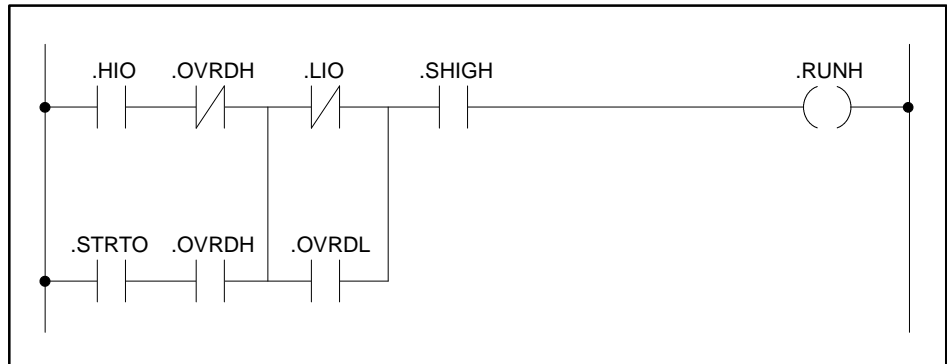 .HIO .OVRDH .LIO .SHIGH .RUNH
.STRTO .OVRDH .OVRDL